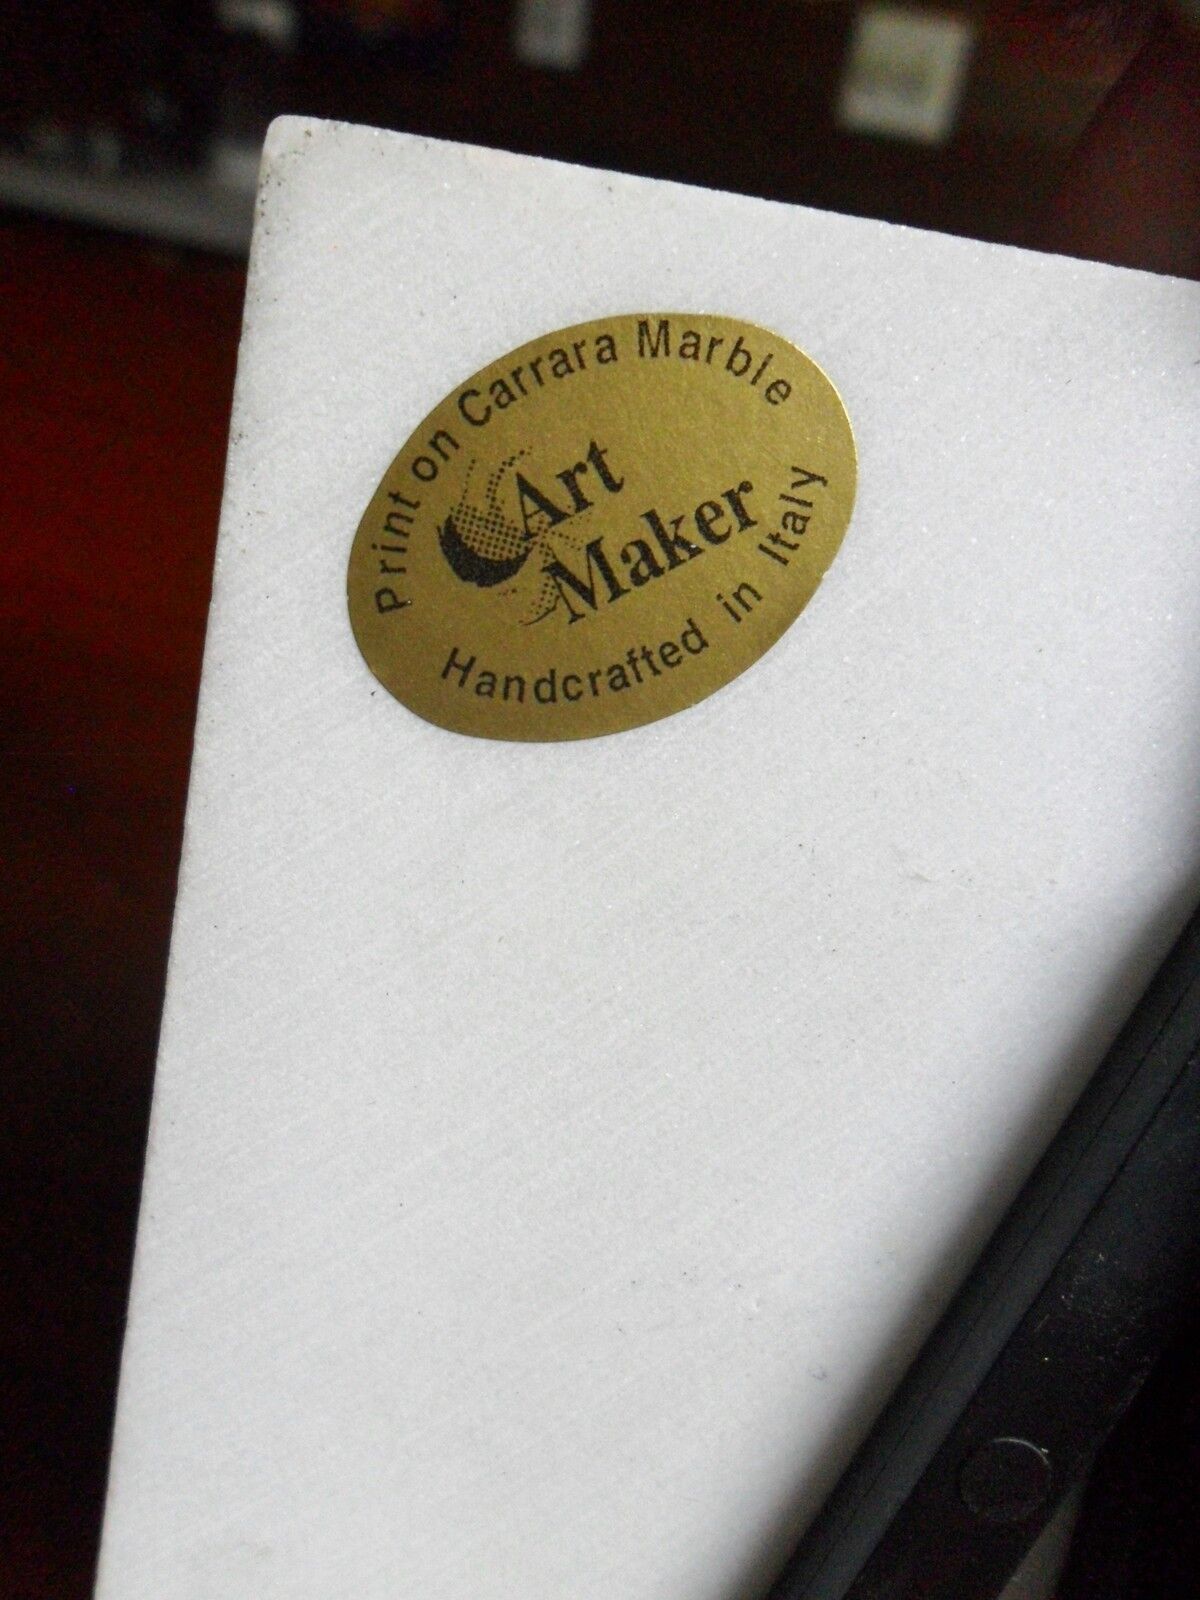 Print on Carrara Marble
Art
Maker
Handcrafted in Italy